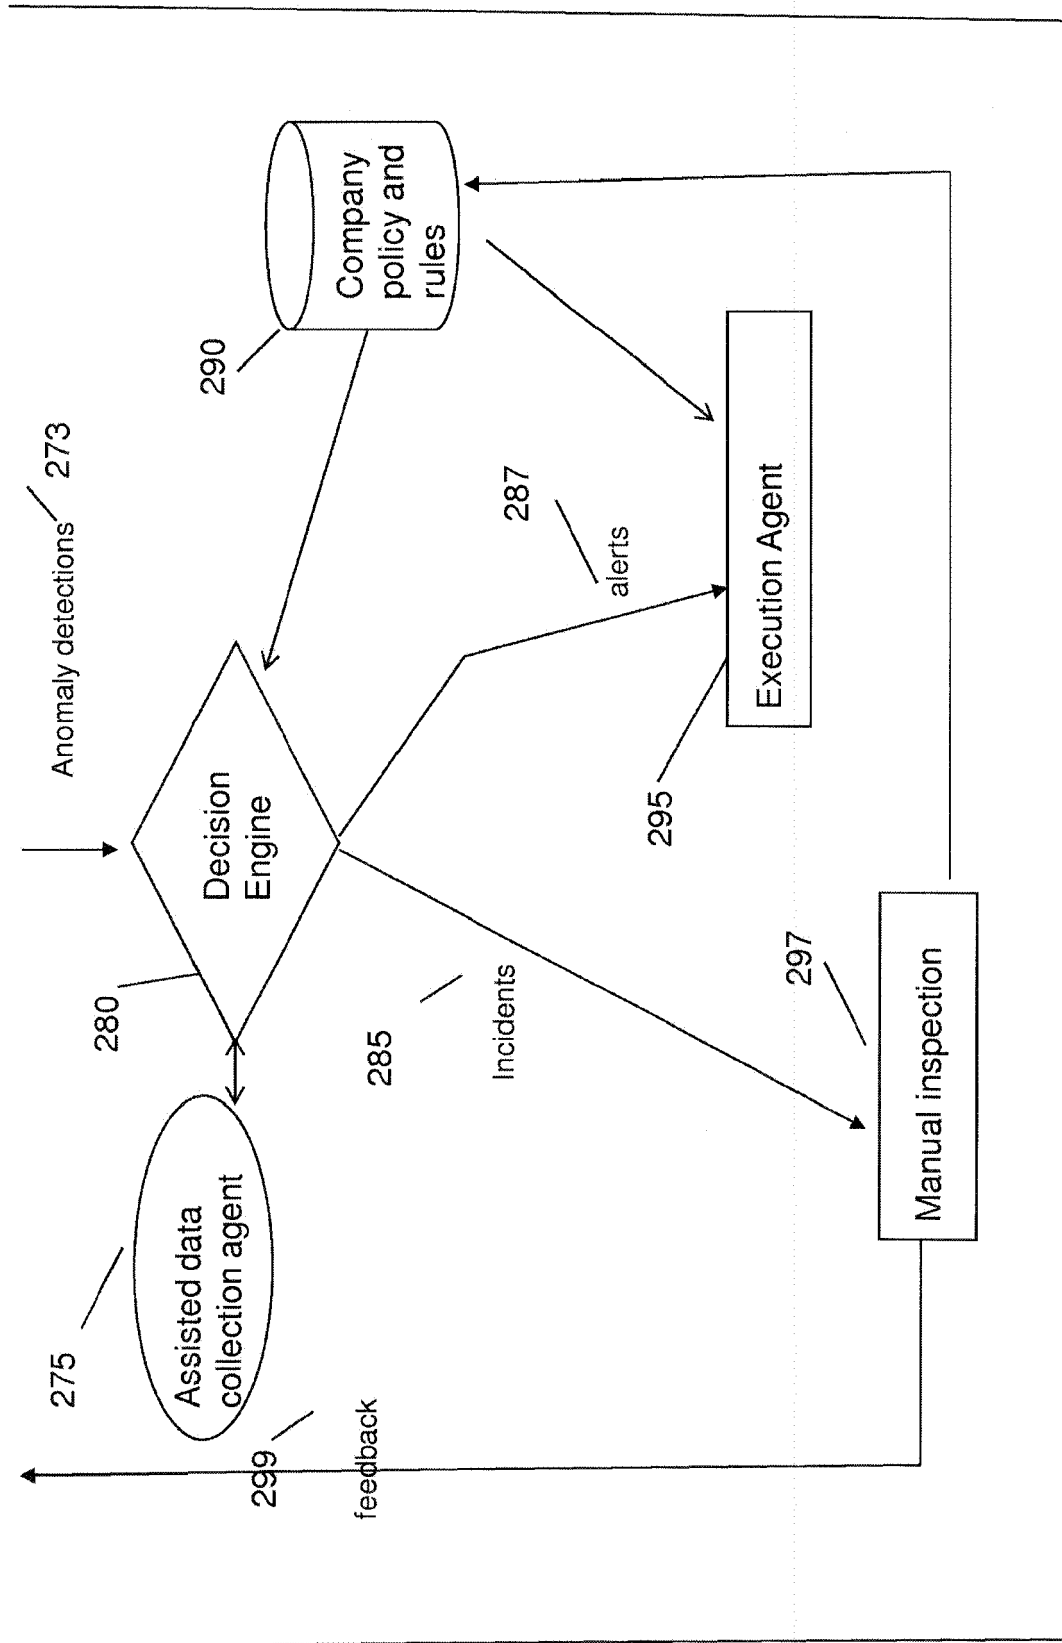 Anomaly detections
273
280
Decision
Engine
275
Assisted data
collection agent
290
Company
policy and
rules
299
feedback
285
Incidents
287
alerts
295
Execution Agent
297
Manual inspection